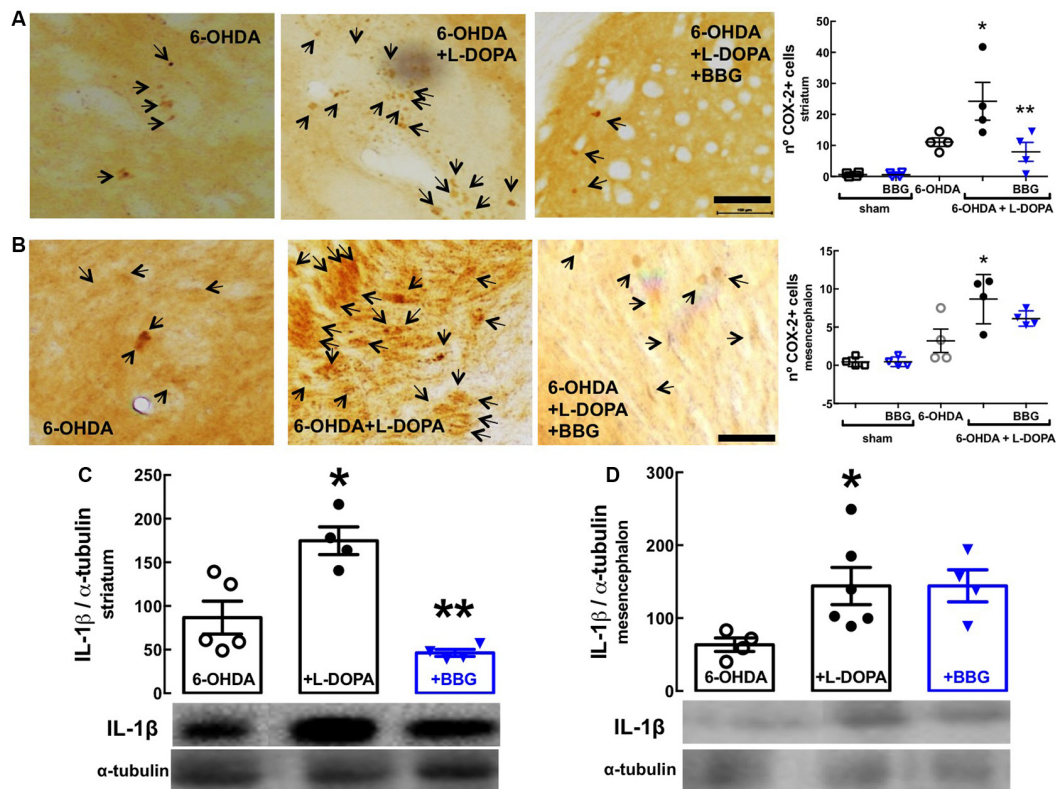 A
6-OHDA
6-OHDA
+L-DOPA
6-OHDA
+L-DOPA
+BBG
nº COX-2+ cells
striatum
50
40
30
20
10
0
*
**
BBG
6-OHDA
BBG
sham
6-OHDA + L-DOPA
B
6-OHDA
6-OHDA+L-DOPA
6-OHDA
+L-DOPA
+BBG
nº COX-2+ cells
mesencephalon
15
10
5
0
-5
*
BBG
6-OHDA
BBG
sham
6-OHDA + L-DOPA
C
IL-1β / α-tubulin
striatum
250
200
150
100
50
0
*
**
6-OHDA
+L-DOPA
+BBG
IL-1β
α-tubulin
D
IL-1β / α-tubulin
mesencephalon
300
200
100
0
*
6-OHDA
+L-DOPA
+BBG
IL-1β
α-tubulin